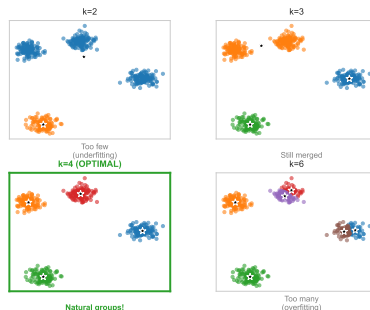 k=2
k=3
Too few
(underfitting)
Still merged
k=4 (OPTIMAL)
k=6
Natural groups!
Too many
(overfitting)